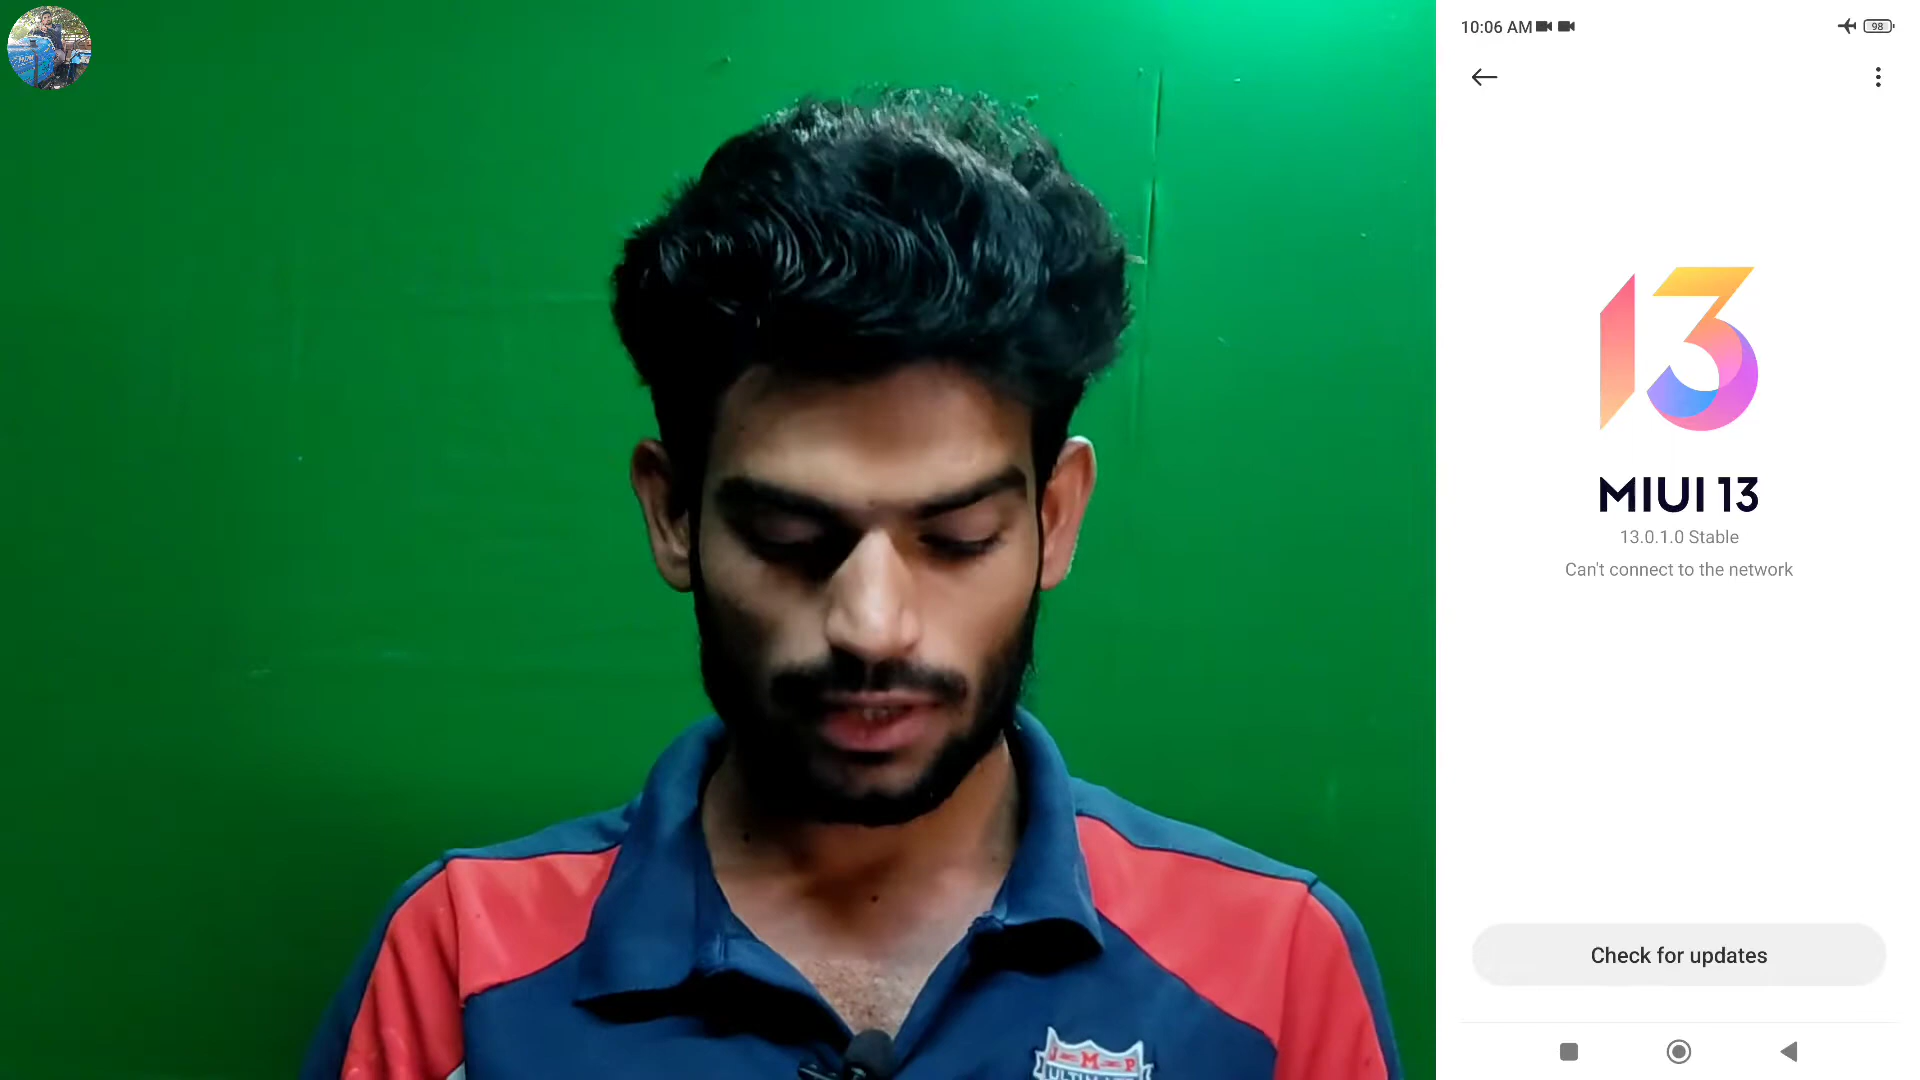 10:06 AM
98
13
MIUI 13
13.0.1.0 Stable
Can't connect to the network
Check for updates
J M P